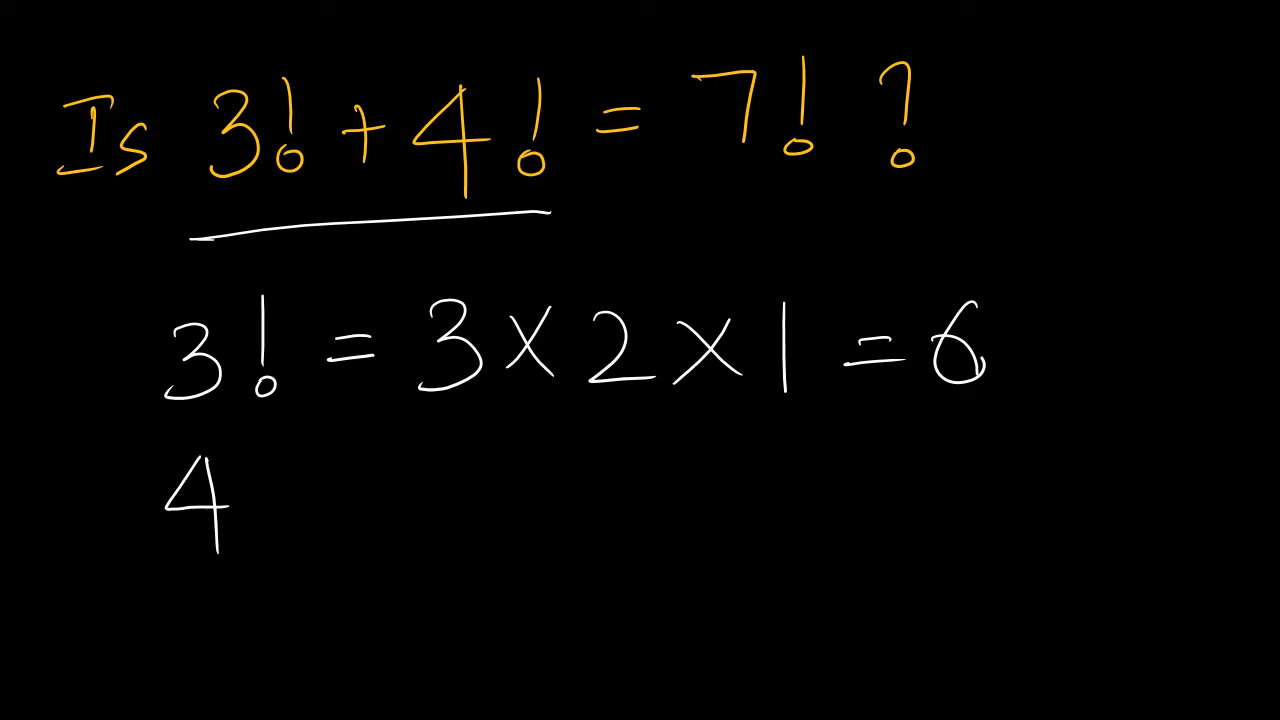 Is 3! + 4! = 7! ?
3! = 3 × 2 × 1 = 6
4